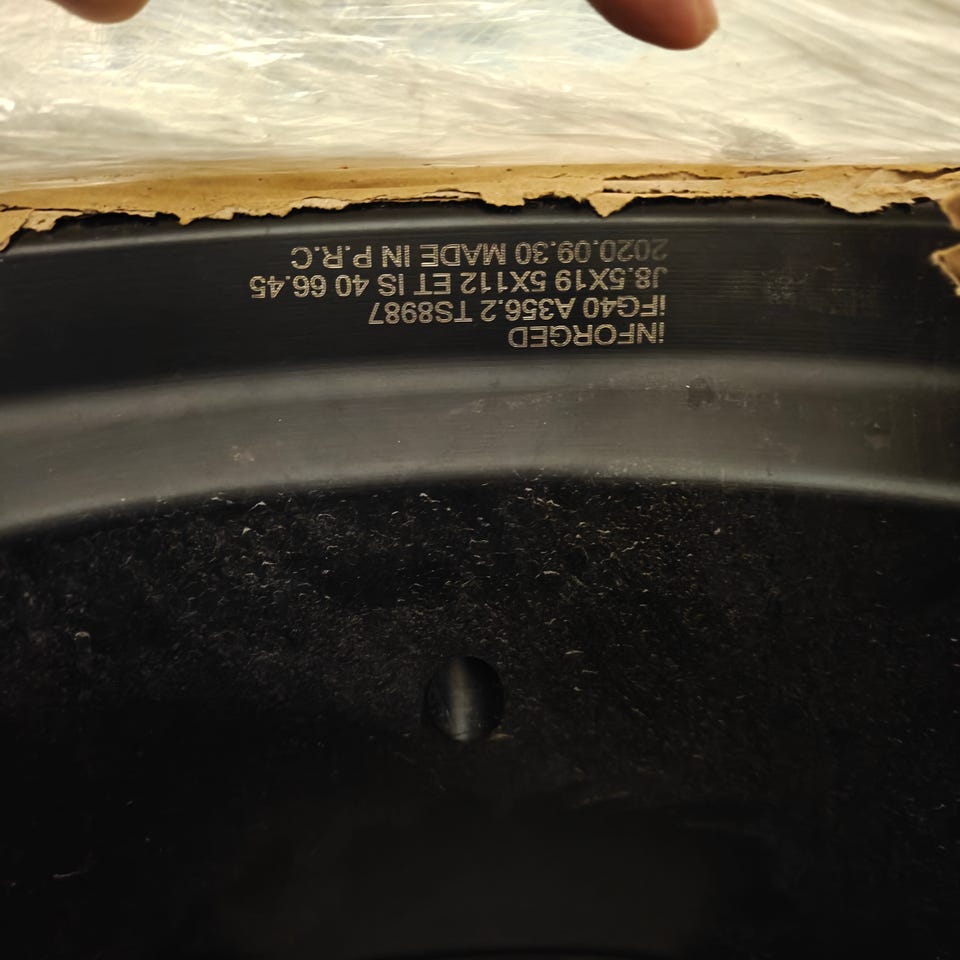 iNFORGED
iFG40 A356.2 TS8987
J8.5X19 5X112 ET IS 40 66.45
2020.09.30 MADE IN P.R.C